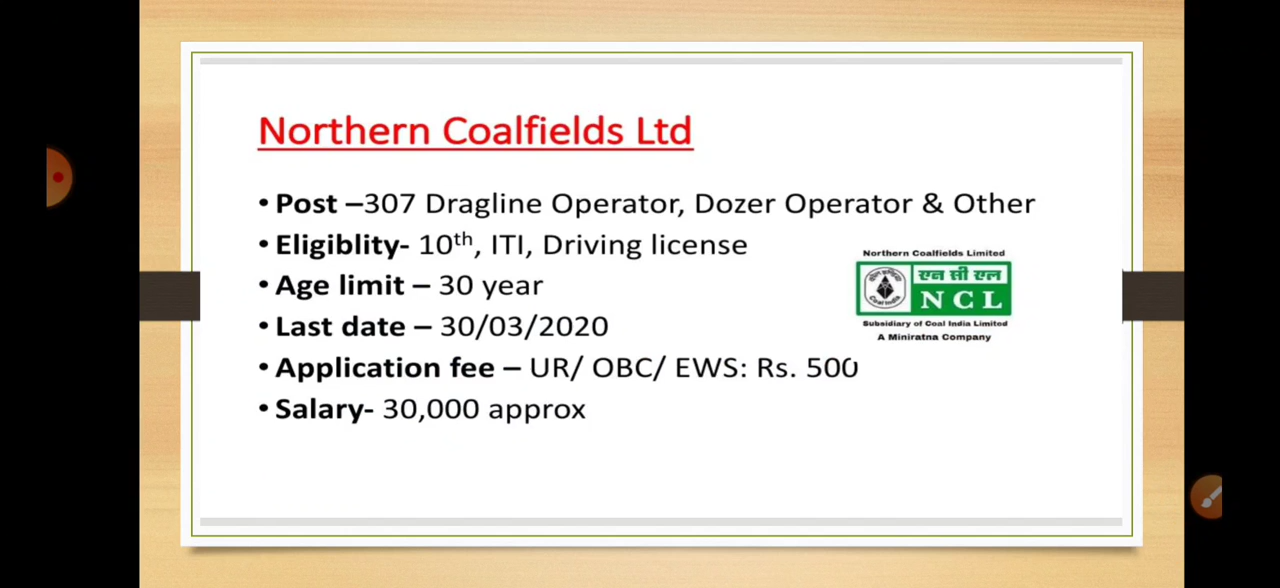 Northern Coalfields Ltd
• Post –307 Dragline Operator, Dozer Operator & Other
• Eligiblity- 10th, ITI, Driving license
• Age limit – 30 year
• Last date – 30/03/2020
• Application fee – UR/ OBC/ EWS: Rs. 500
• Salary- 30,000 approx
Northern Coalfields Limited
एन सी एल
NCL
Coal India
Subsidiary of Coal India Limited
A Miniratna Company